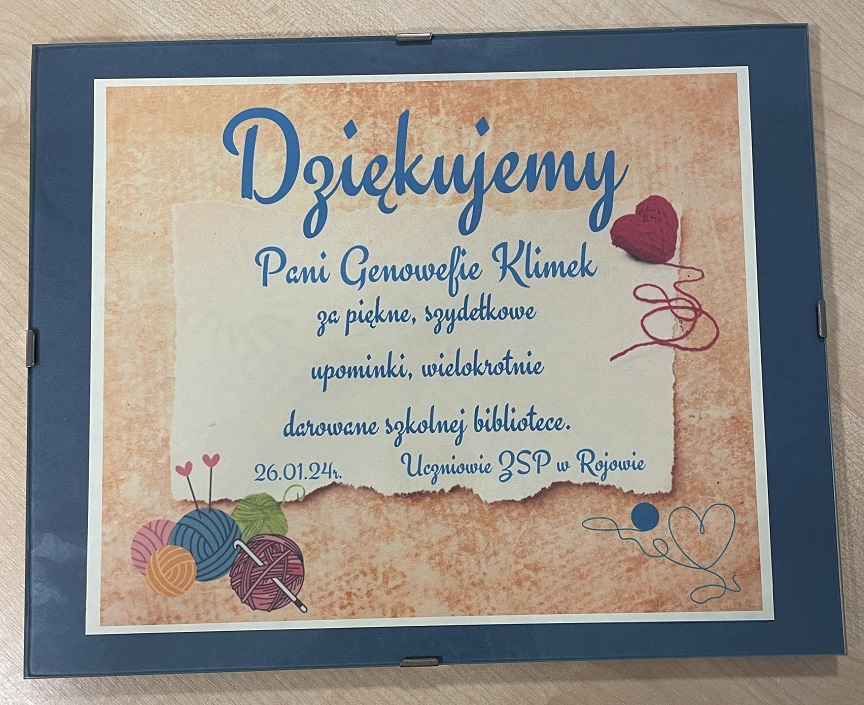 Dziękujemy
Pani Genowefie Klimek
za piękne, szydełkowe
upominki, wielokrotnie
darowane szkolnej bibliotece.
26.01.24r. Uczniowie ZSP w Rojowie